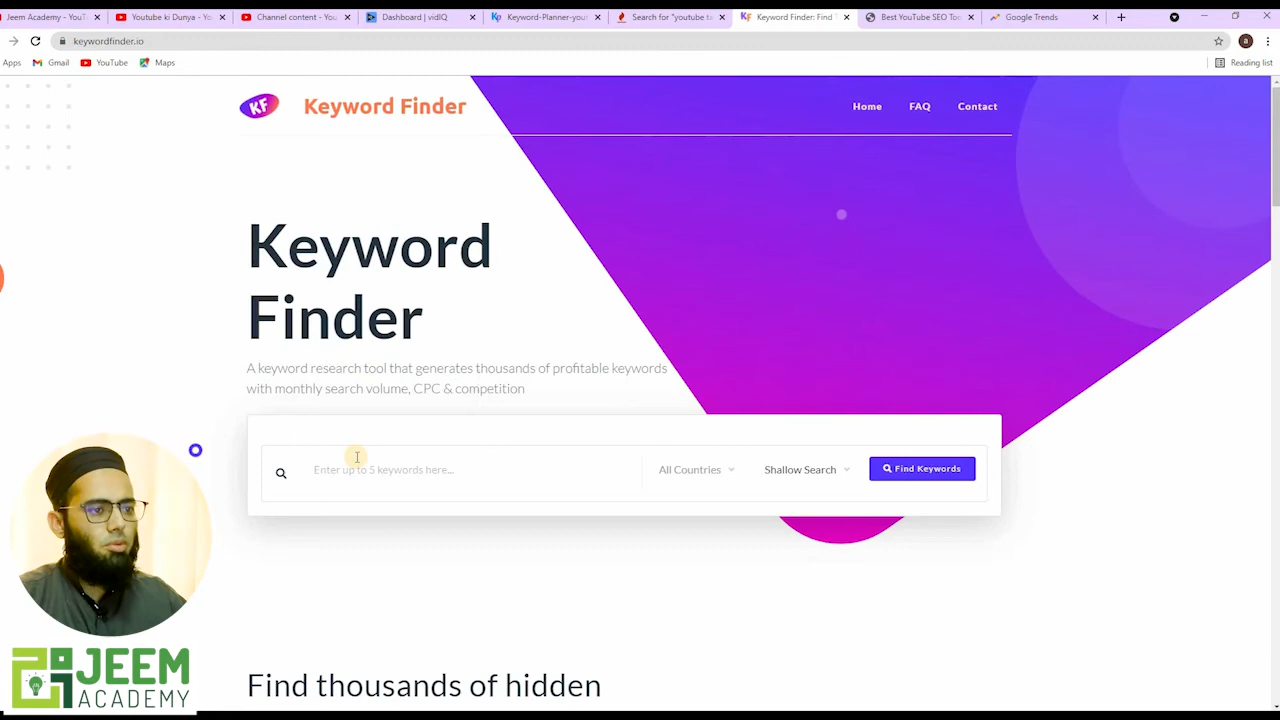 Jeem Academy - YouT
Youtube ki Dunya - Yo
Channel content - You
Dashboard | vidIQ
Keyword-Planner-your
Search for "youtube ta
Keyword Finder: Find T
Best YouTube SEO Too
Google Trends
keywordfinder.io
a
Apps
Gmail
YouTube
Maps
Reading list
KF
Keyword Finder
Home
FAQ
Contact
Keyword
Finder
A keyword research tool that generates thousands of profitable keywords
with monthly search volume, CPC & competition
Enter up to 5 keywords here...
All Countries
Shallow Search
Find Keywords
JEEM
ACADEMY
Find thousands of hidden